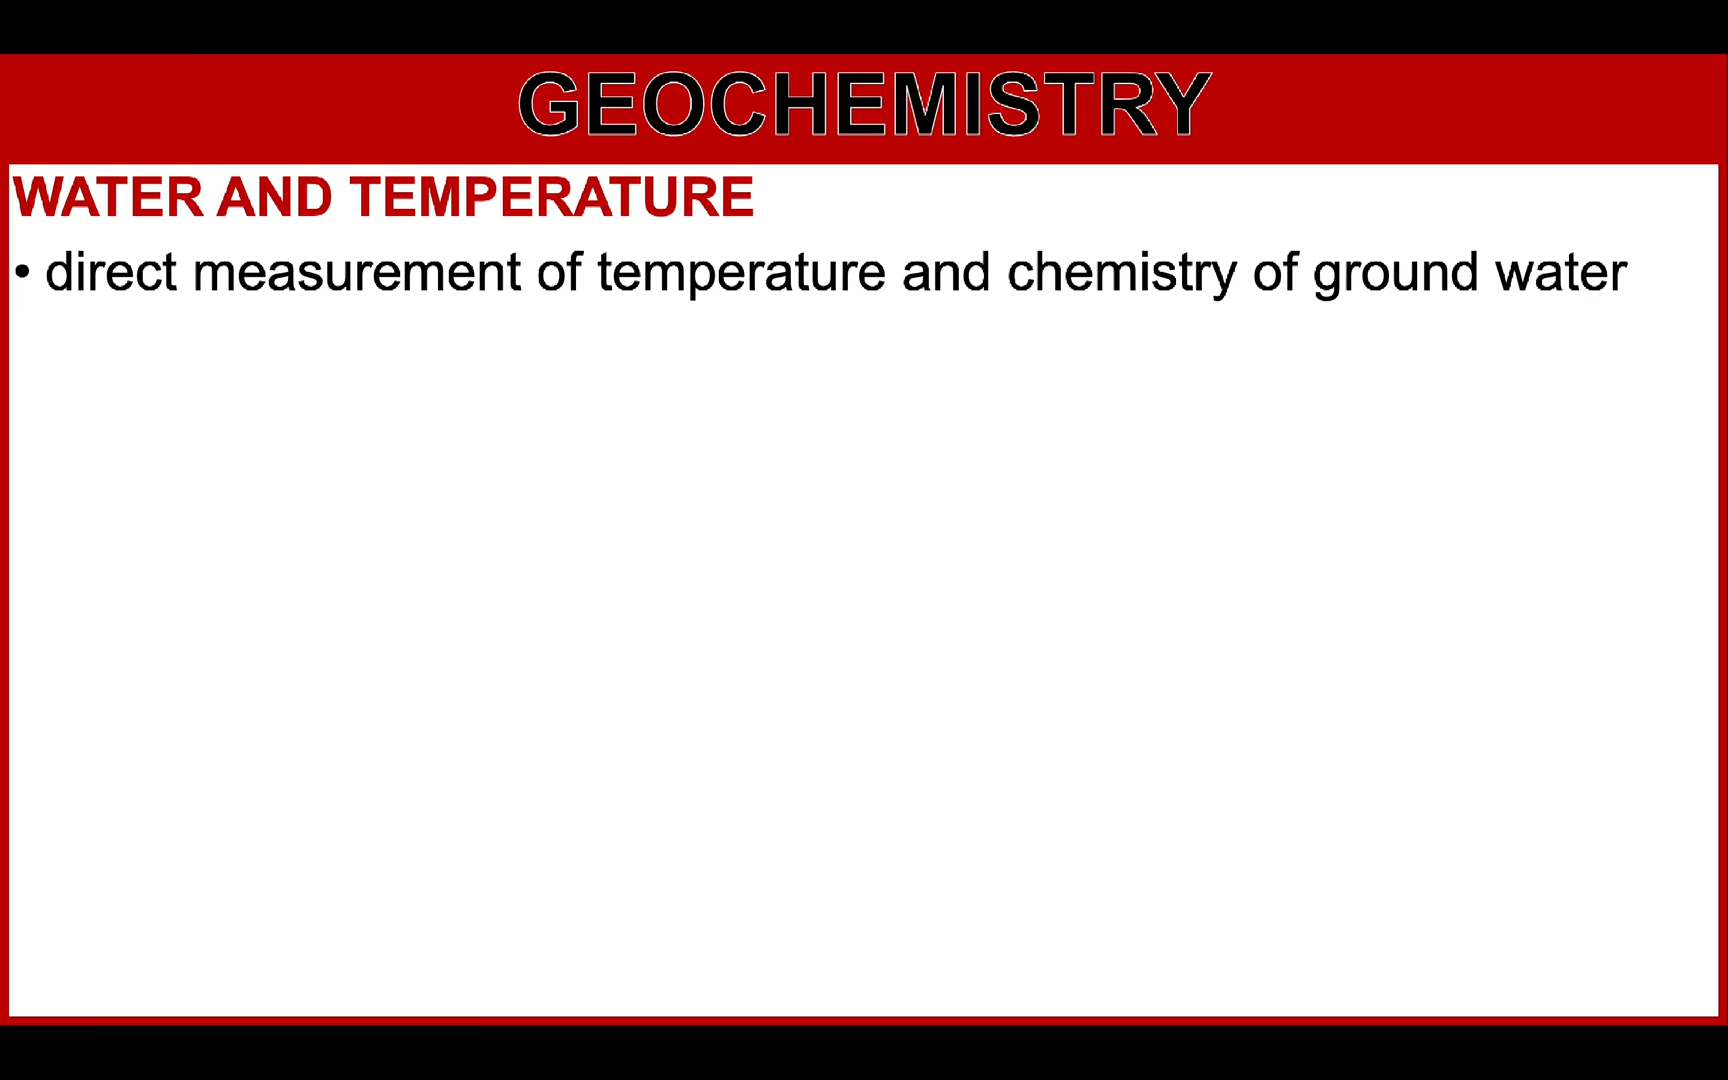 GEOCHEMISTRY
WATER AND TEMPERATURE
• direct measurement of temperature and chemistry of ground water